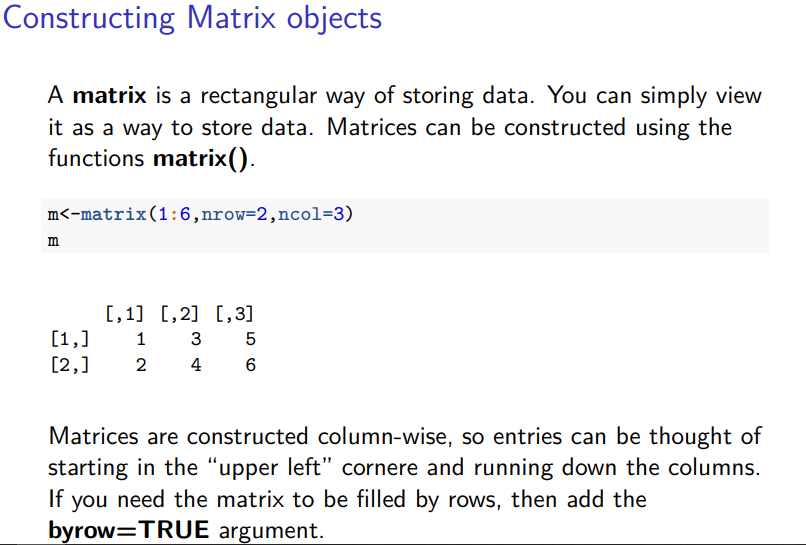 Constructing Matrix objects
A matrix is a rectangular way of storing data. You can simply view
it as a way to store data. Matrices can be constructed using the
functions matrix().
m<-matrix(1:6,nrow=2,ncol=3)
m
[,1] [,2] [,3]
[1,] 1 3 5
[2,] 2 4 6
Matrices are constructed column-wise, so entries can be thought of
starting in the “upper left” cornere and running down the columns.
If you need the matrix to be filled by rows, then add the
byrow=TRUE argument.